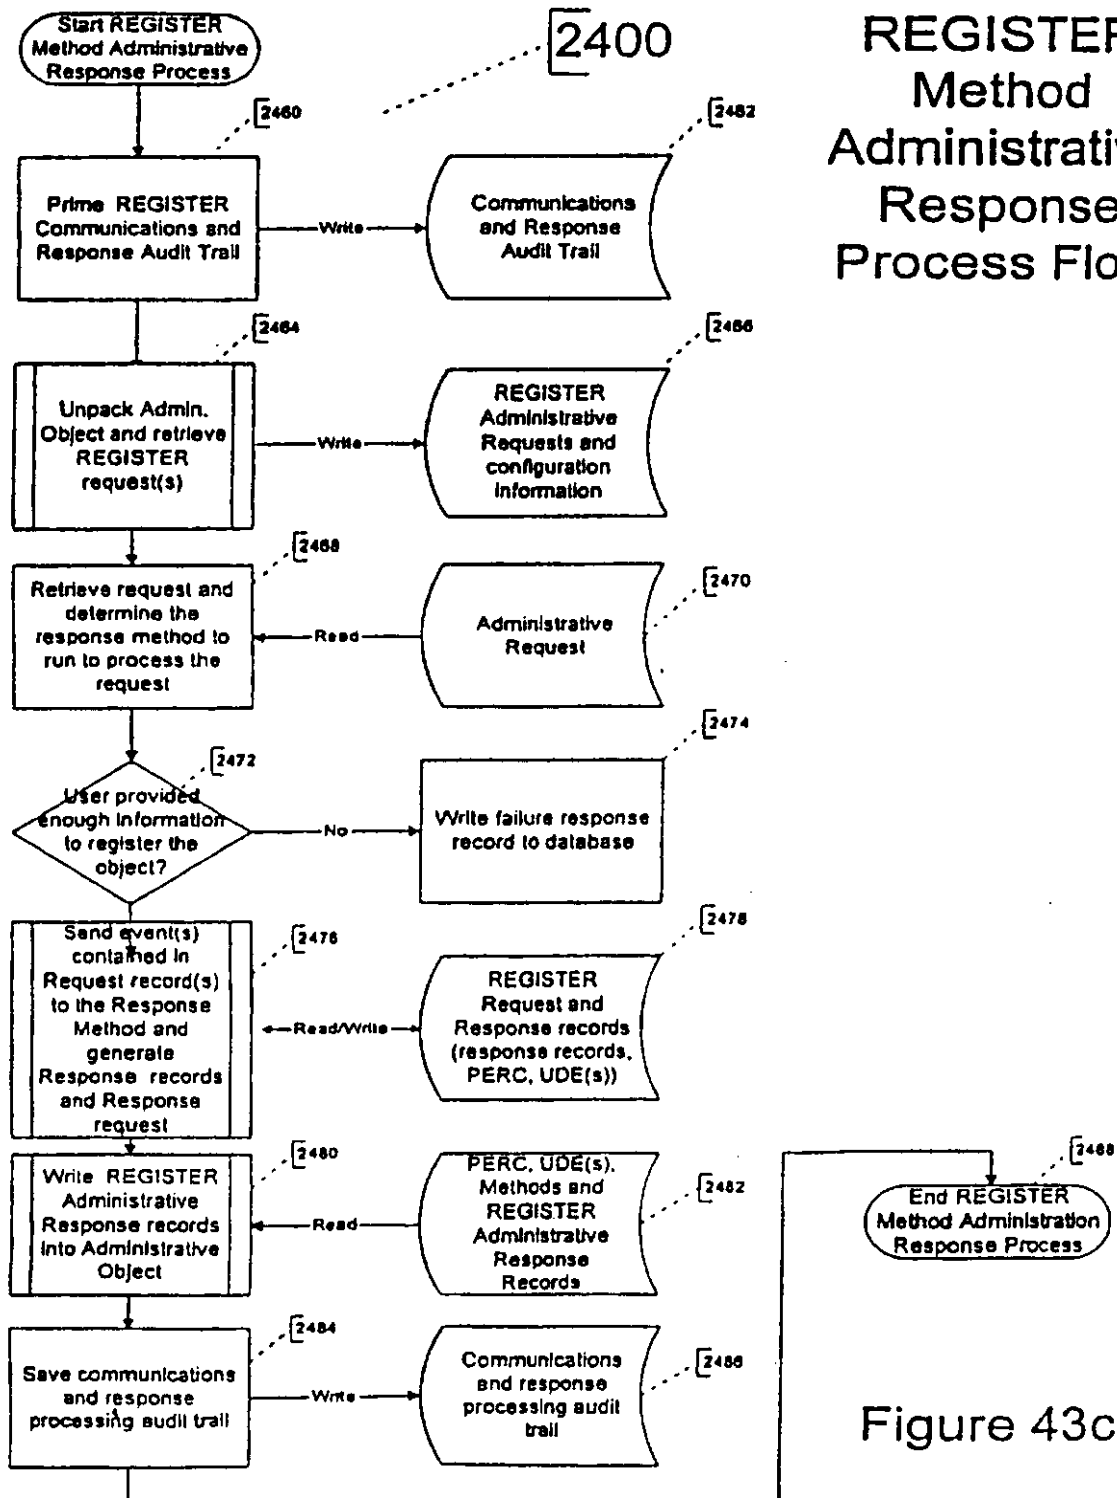 Start REGISTER
Method Administrative
Response Process
2400
REGISTER
Method
Administrativ
Response
Process Flo
2460
Prime REGISTER
Communications and
Response Audit Trail
Write
2462
Communications
and Response
Audit Trail
2464
Unpack Admin.
Object and retrieve
REGISTER
request(s)
Write
2466
REGISTER
Administrative
Requests and
configuration
information
2468
Retrieve request and
determine the
response method to
run to process the
request
Read
2470
Administrative
Request
2472
User provided
enough information
to register the
object?
No
2474
Write failure response
record to database
2476
Send event(s)
contained in
Request record(s)
to the Response
Method and
generate
Response records
and Response
request
Read/Write
2478
REGISTER
Request and
Response records
(response records,
PERC, UDE(s))
2480
Write REGISTER
Administrative
Response records
into Administrative
Object
Read
2482
PERC, UDE(s),
Methods and
REGISTER
Administrative
Response
Records
2484
Save communications
and response
processing audit trail
Write
2486
Communications
and response
processing audit
trail
2488
End REGISTER
Method Administration
Response Process
Figure 43c